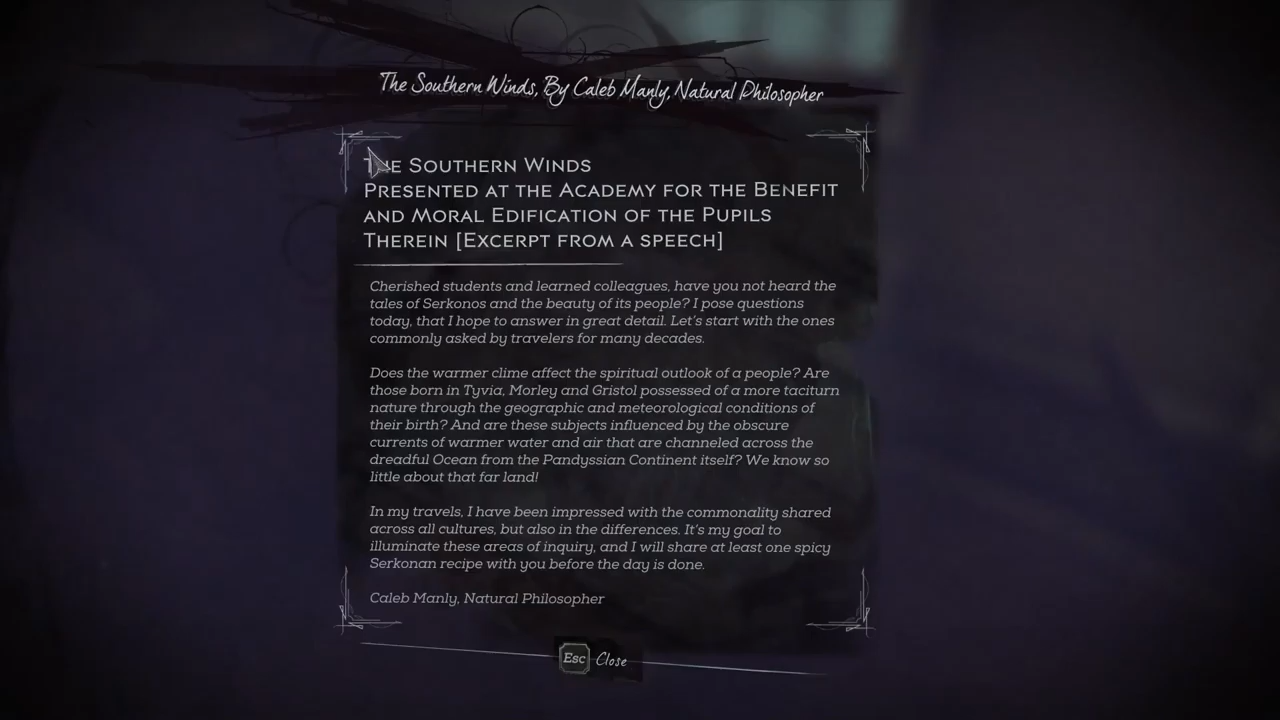 The Southern Winds, By Caleb Manly, Natural Philosopher
The Southern Winds
Presented at the Academy for the Benefit
and Moral Edification of the Pupils
Therein [Excerpt from a speech]
Cherished students and learned colleagues, have you not heard the
tales of Serkonos and the beauty of its people? I pose questions
today, that I hope to answer in great detail. Let's start with the ones
commonly asked by travelers for many decades.
Does the warmer clime affect the spiritual outlook of a people? Are
those born in Tyvia, Morley and Gristol possessed of a more taciturn
nature through the geographic and meteorological conditions of
their birth? And are these subjects influenced by the obscure
currents of warmer water and air that are channeled across the
dreadful Ocean from the Pandyssian Continent itself? We know so
little about that far land!
In my travels, I have been impressed with the commonality shared
across all cultures, but also in the differences. It's my goal to
illuminate these areas of inquiry, and I will share at least one spicy
Serkonan recipe with you before the day is done.
Caleb Manly, Natural Philosopher
Esc Close